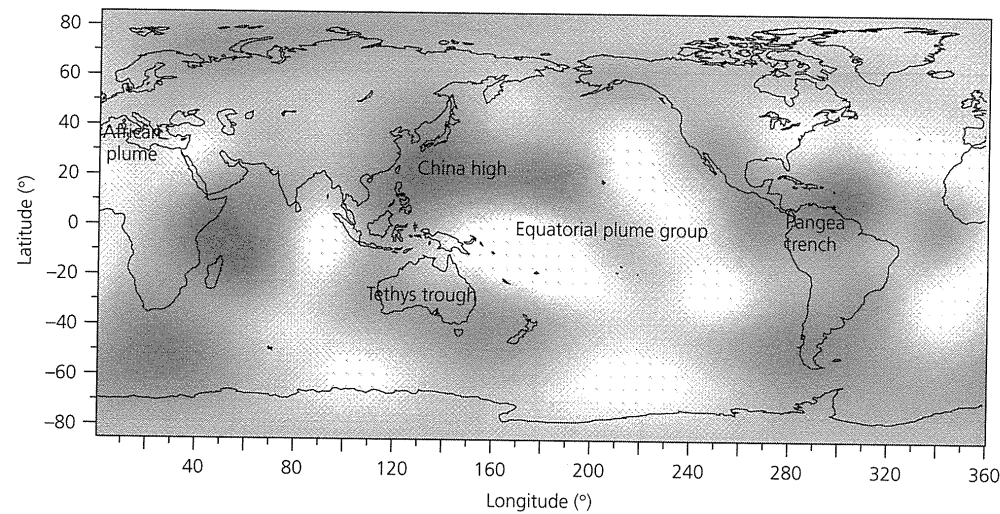 80
60
40
20
0
−20
−40
−60
−80
Latitude (°)
African
plume
China high
Equatorial plume group
Pangea
trench
Tethys trough
40
80
120
160
200
240
280
320
360
Longitude (°)